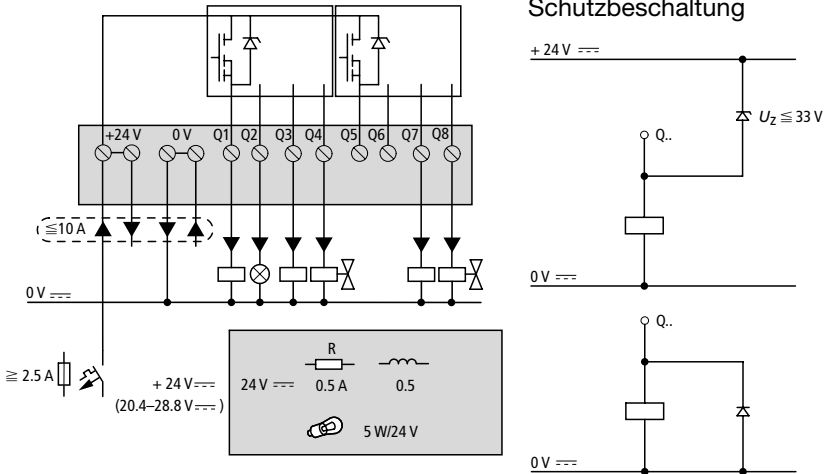 Schutzbeschaltung
+24 V 0 V Q1 Q2 Q3 Q4 Q5 Q6 Q7 Q8
≦10 A
0 V
≧ 2.5 A
+ 24 V
(20.4–28.8 V )
24 V
R
0.5 A
0.5
5 W/24 V
+ 24 V
U_Z ≦ 33 V
Q..
0 V
Q..
0 V